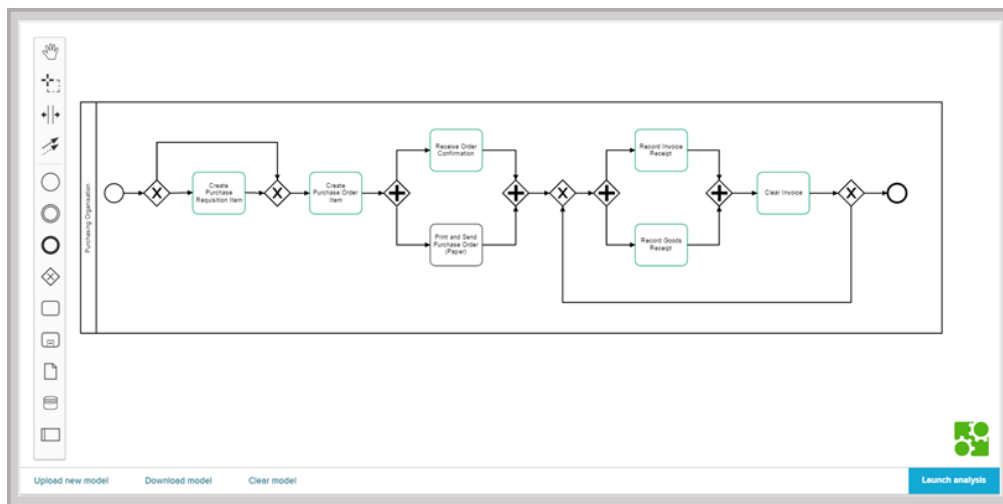 Purchasing Organisation
Create
Purchase
Requisition Item
Create
Purchase Order
Item
Receive Order
Confirmation
Print and Send
Purchase Order
(Paper)
Record Invoice
Receipt
Record Goods
Receipt
Clear Invoice
Upload new model
Download model
Clear model
Launch analysis